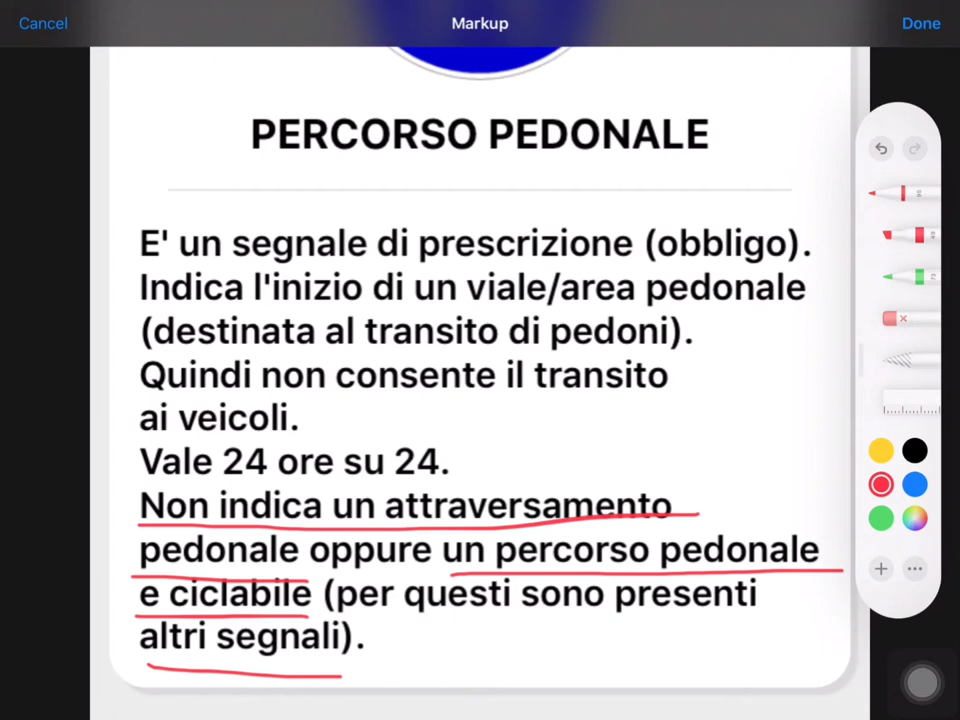 Cancel
Markup
Done
PERCORSO PEDONALE
E' un segnale di prescrizione (obbligo).
Indica l'inizio di un viale/area pedonale
(destinata al transito di pedoni).
Quindi non consente il transito
ai veicoli.
Vale 24 ore su 24.
Non indica un attraversamento
pedonale oppure un percorso pedonale
e ciclabile (per questi sono presenti
altri segnali).